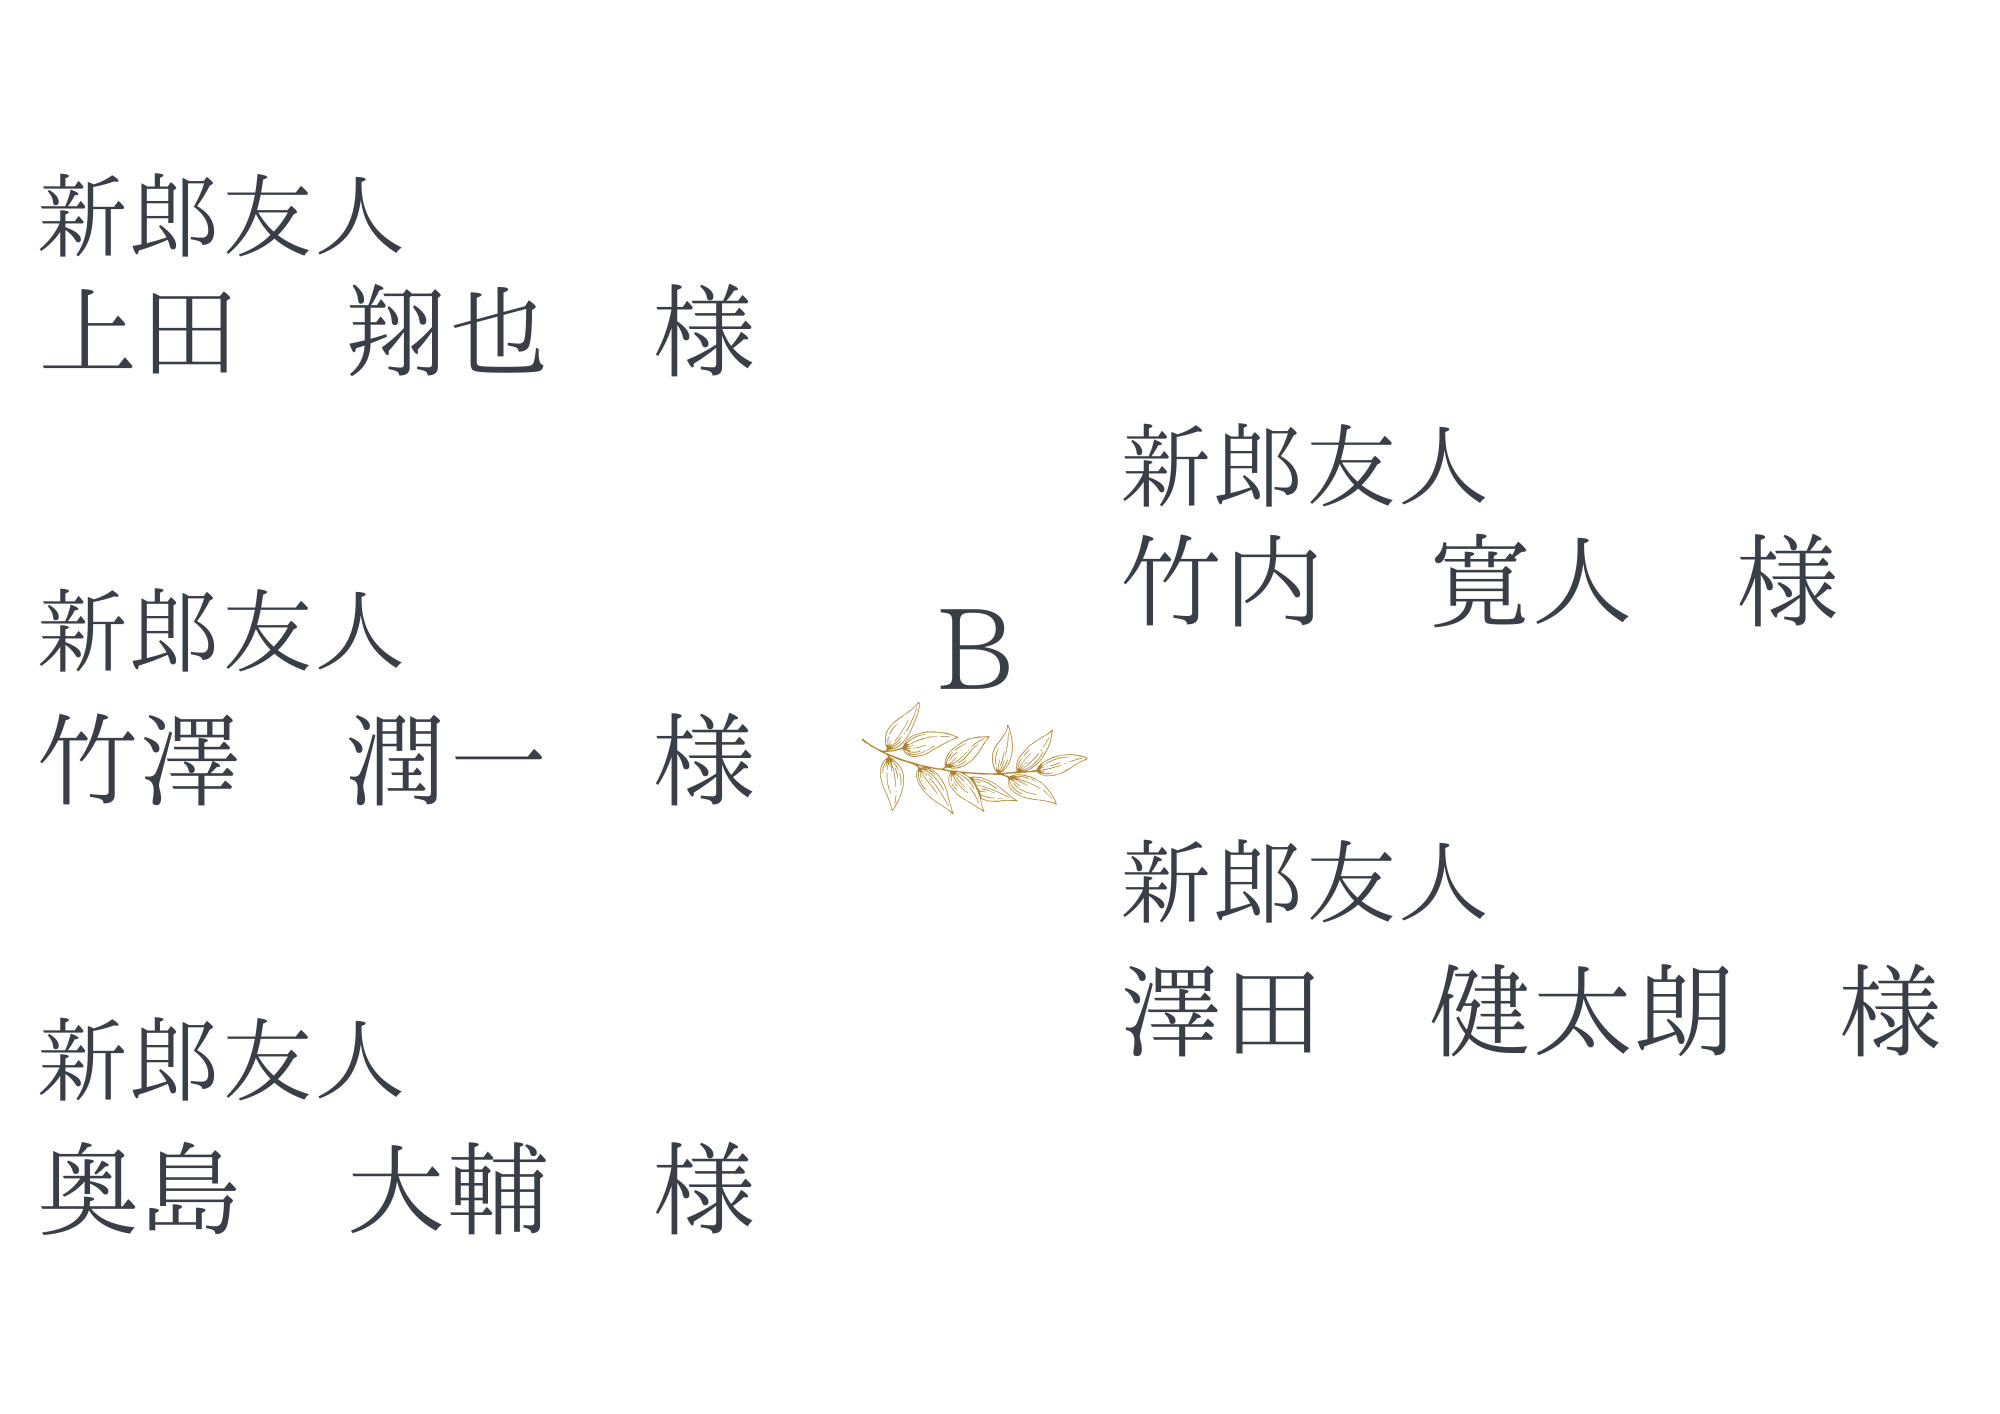 新郎友人
上田　翔也　様
新郎友人
竹澤　潤一　様
新郎友人
奥島　大輔　様
B
新郎友人
竹内　寛人　様
新郎友人
澤田　健太朗　様